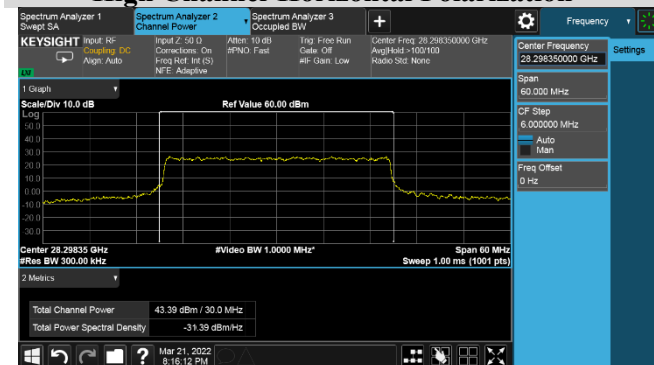 High Channel Horizontal Polarization
Spectrum Analyzer 1
Swept SA
Spectrum Analyzer 2
Channel Power
Spectrum Analyzer 3
Occupied BW
+
Frequency
KEYSIGHT
Input: RF
Coupling: DC
Align: Auto
Input Z: 50 Ω
Corrections: On
Freq Ref: Int (S)
NFE: Adaptive
Atten: 10 dB
#PNO: Fast
Trig: Free Run
Gate: Off
#IF Gain: Low
Center Freq: 28.298350000 GHz
Avg|Hold >100/100
Radio Std: None
Center Frequency
28.298350000 GHz
Settings
Span
60.000 MHz
CF Step
6.000000 MHz
Auto
Man
Freq Offset
0 Hz
1 Graph
Scale/Div 10.0 dB
Ref Value 60.00 dBm
Log
50.0
40.0
30.0
20.0
10.0
0.00
-10.0
-20.0
-30.0
Center 28.29835 GHz
#Video BW 1.0000 MHz*
Span 60 MHz
#Res BW 300.00 kHz
Sweep 1.00 ms (1001 pts)
2 Metrics
Total Channel Power
43.39 dBm / 30.0 MHz
Total Power Spectral Density
-31.39 dBm/Hz
?
Mar 21, 2022
8:16:12 PM